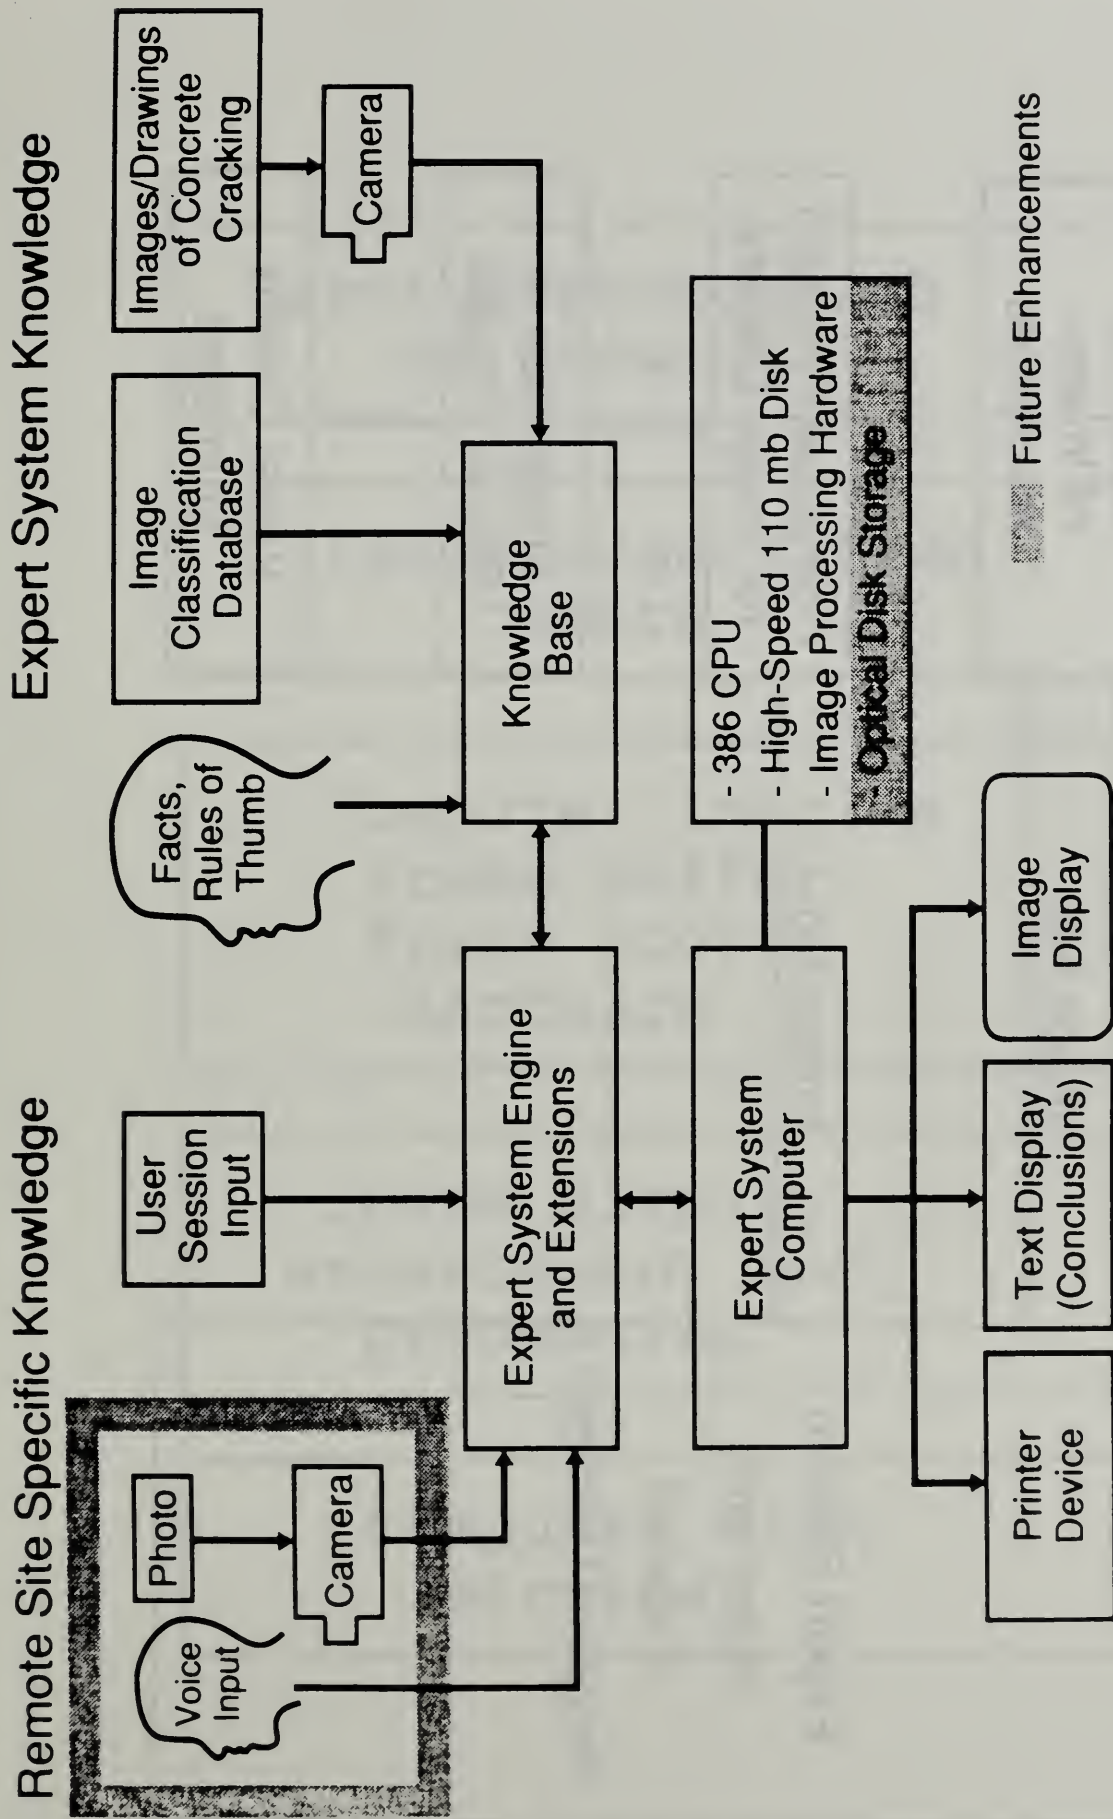 Remote Site Specific Knowledge
Expert System Knowledge
Voice
Input
Photo
Camera
User
Session
Input
Facts,
Rules of
Thumb
Image
Classification
Database
Images/Drawings
of Concrete
Cracking
Camera
Expert System Engine
and Extensions
Knowledge
Base
Expert System
Computer
- 386 CPU
- High-Speed 110 mb Disk
- Image Processing Hardware
- Optical Disk Storage
Printer
Device
Text Display
(Conclusions)
Image
Display
Future Enhancements